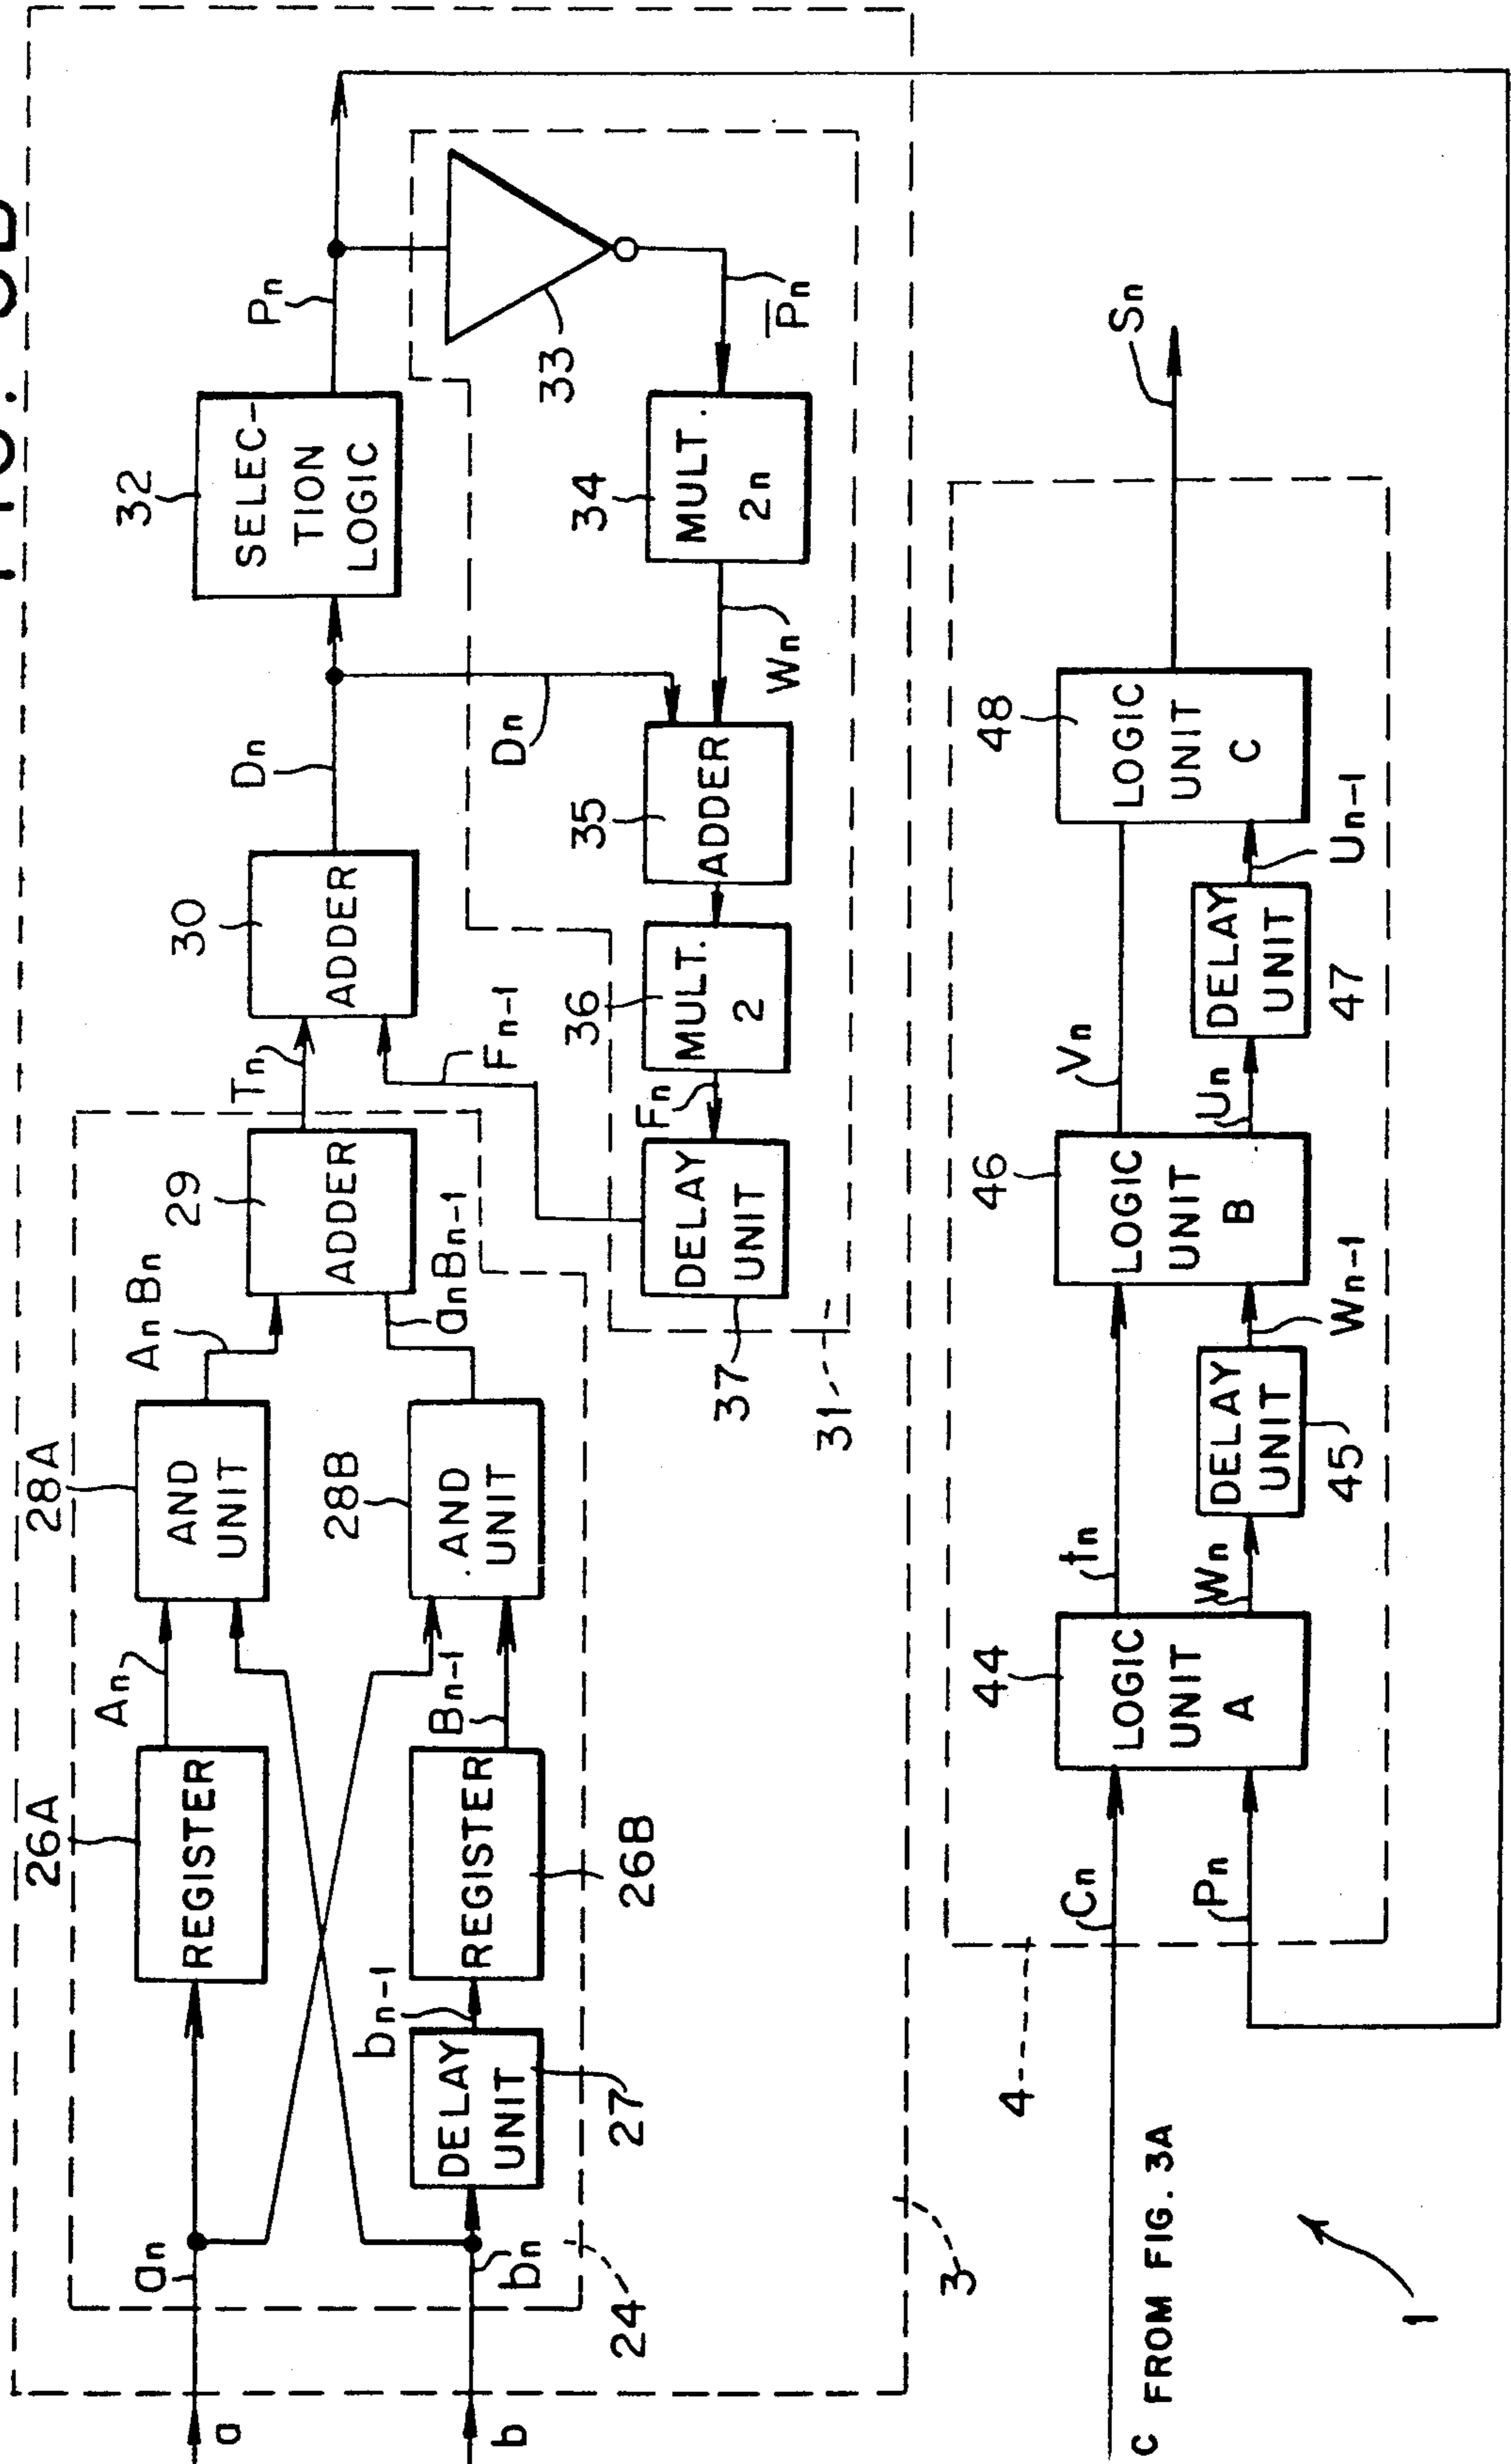 FIG. 3B
a
b
an
bn
24
3
26A
REGISTER
DELAY
UNIT
27
bn-1
REGISTER
26B
An
Bn-1
28A
AND
UNIT
28B
AND
UNIT
AnBn
anBn-1
29
ADDER
Tn
Fn-1
30
ADDER
Dn
Dn
32
SELEC-
TION
LOGIC
Pn
33
P̅n
34
MULT.
2n
Wn
35
ADDER
36
MULT.
2
Fn
DELAY
UNIT
37
31
C FROM FIG. 3A
1
4
Cn
Pn
44
LOGIC
UNIT
A
tn
Wn
DELAY
UNIT
45
Wn-1
46
LOGIC
UNIT
B
Vn
Un
DELAY
UNIT
47
Un-1
48
LOGIC
UNIT
C
Sn